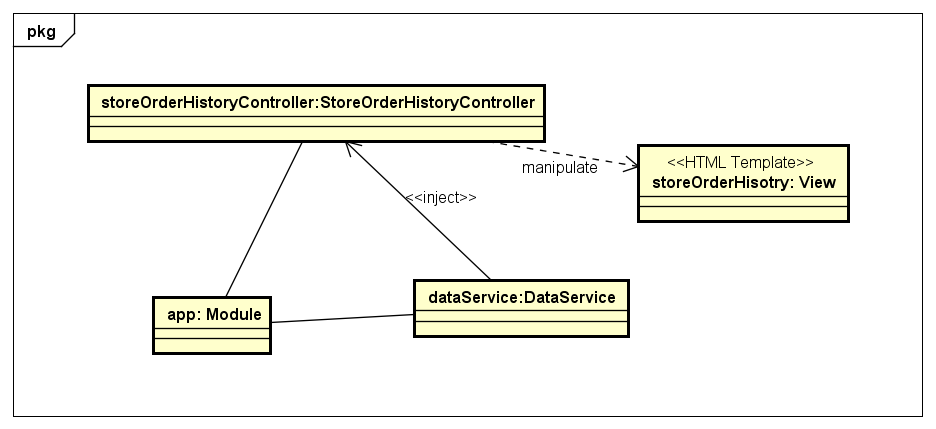 pkg
storeOrderHistoryController:StoreOrderHistoryController
manipulate
<<HTML Template>>
storeOrderHisotry: View
<<inject>>
dataService:DataService
app: Module